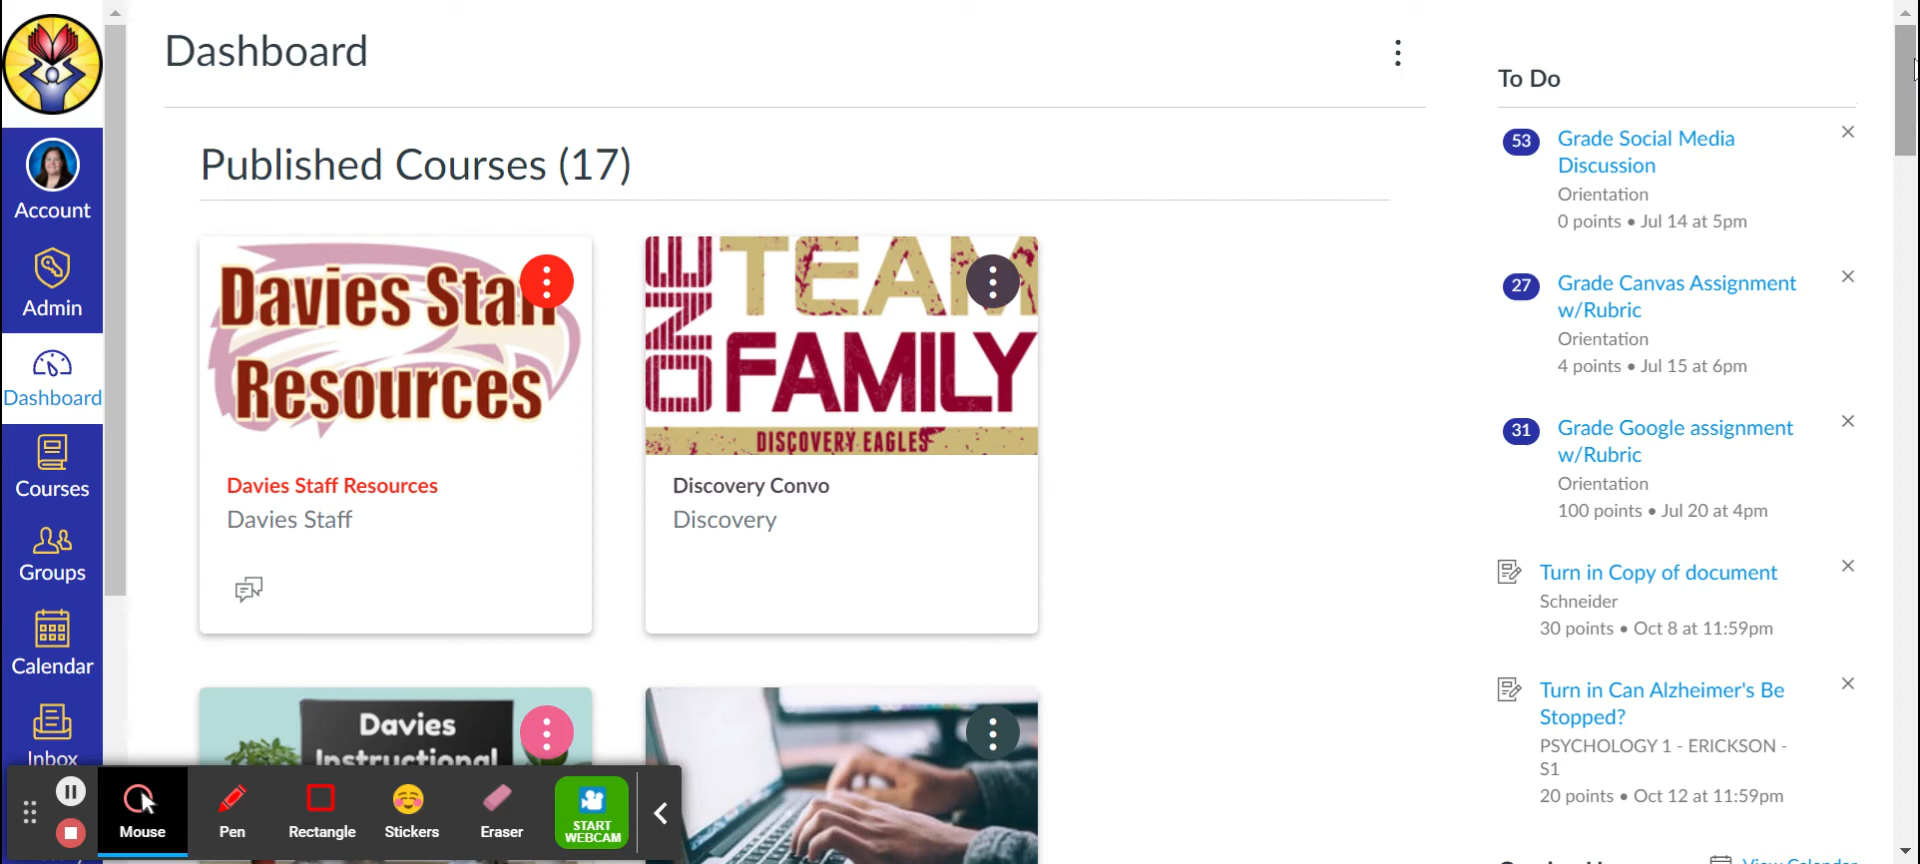 Dashboard
Published Courses (17)
Account
Admin
Dashboard
Courses
Groups
Calendar
Inbox
Davies Staff
Resources
Davies Staff Resources
Davies Staff
ONE
TEAM
FAMILY
DISCOVERY EAGLES
Discovery Convo
Discovery
Davies
Instructional
To Do
53
Grade Social Media
Discussion
Orientation
0 points • Jul 14 at 5pm
27
Grade Canvas Assignment
w/Rubric
Orientation
4 points • Jul 15 at 6pm
31
Grade Google assignment
w/Rubric
Orientation
100 points • Jul 20 at 4pm
Turn in Copy of document
Schneider
30 points • Oct 8 at 11:59pm
Turn in Can Alzheimer's Be
Stopped?
PSYCHOLOGY 1 - ERICKSON -
S1
20 points • Oct 12 at 11:59pm
View Calendar
Mouse
Pen
Rectangle
Stickers
Eraser
START
WEBCAM